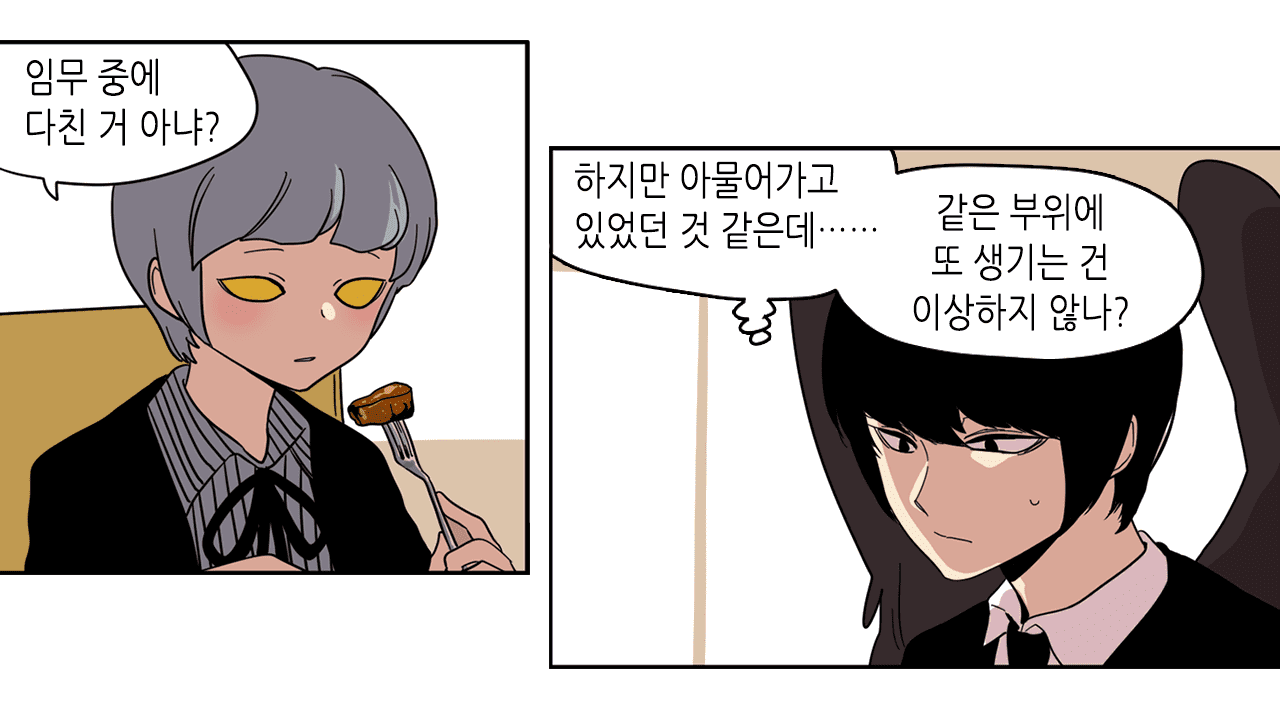 임무 중에
다친 거 아냐?
하지만 아물어가고
있었던 것 같은데……
같은 부위에
또 생기는 건
이상하지 않나?